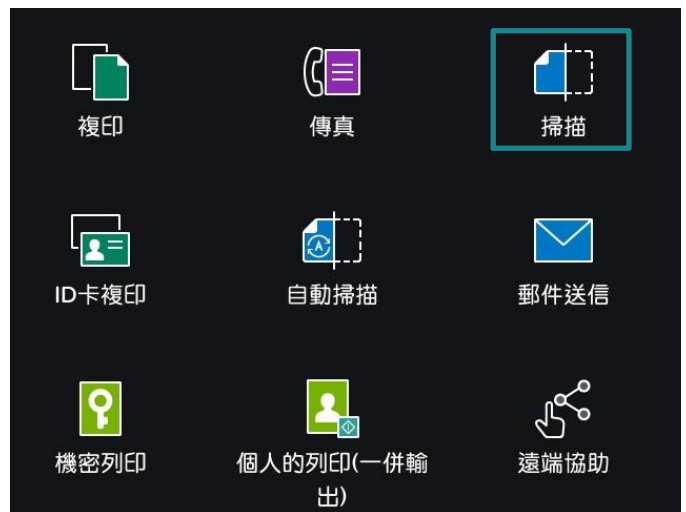 複印
傳真
掃描
ID卡複印
自動掃描
郵件送信
機密列印
個人的列印(一併輸
出)
遠端協助